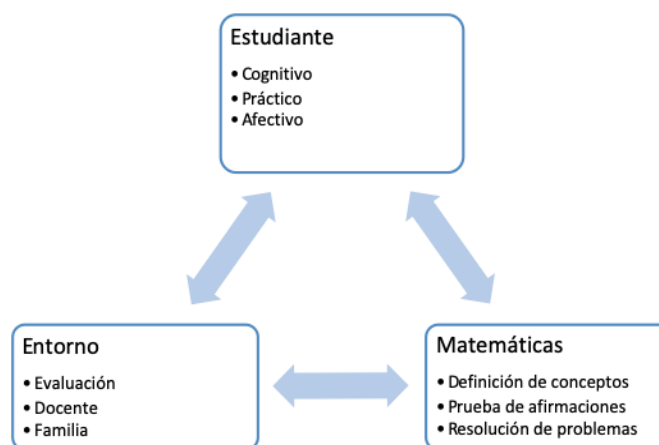 Estudiante
• Cognitivo
• Práctico
• Afectivo
Entorno
• Evaluación
• Docente
• Familia
Matemáticas
• Definición de conceptos
• Prueba de afirmaciones
• Resolución de problemas